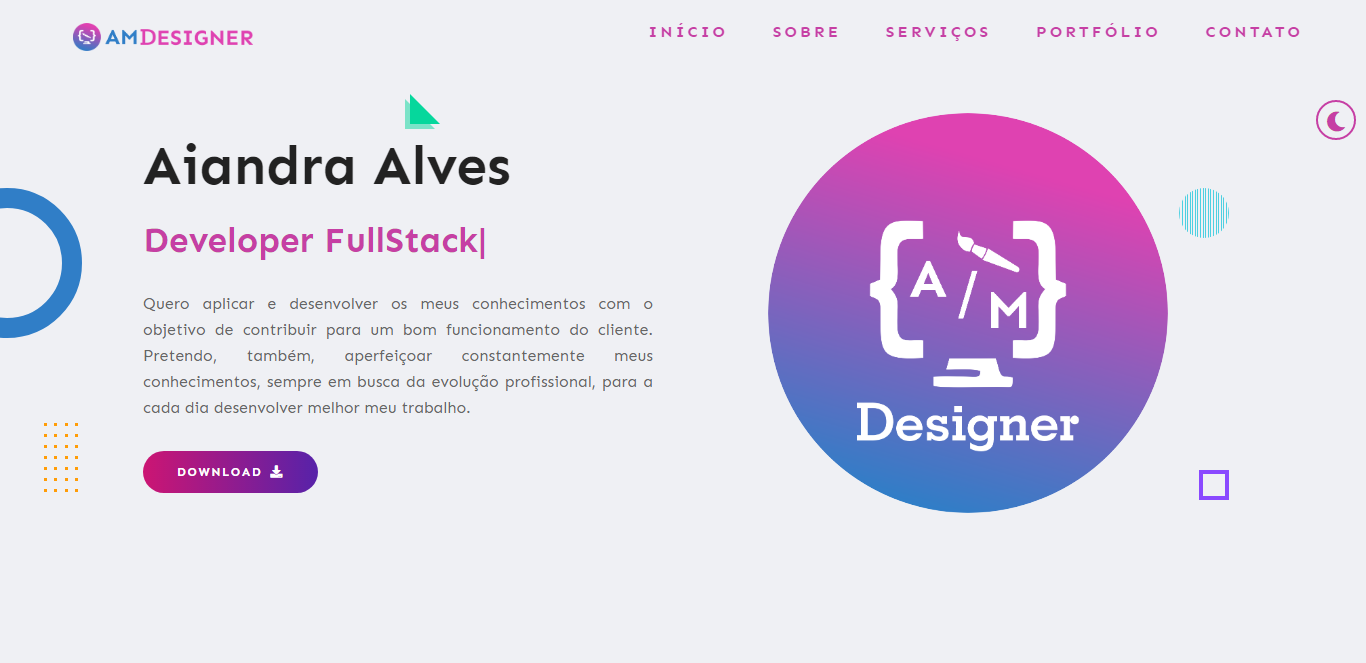 AMDESIGNER
INÍCIO SOBRE SERVIÇOS PORTFÓLIO CONTATO
Aiandra Alves
Developer FullStack|
Quero aplicar e desenvolver os meus conhecimentos com o
objetivo de contribuir para um bom funcionamento do cliente.
Pretendo, também, aperfeiçoar constantemente meus
conhecimentos, sempre em busca da evolução profissional, para a
cada dia desenvolver melhor meu trabalho.
DOWNLOAD
{A/M}
Designer